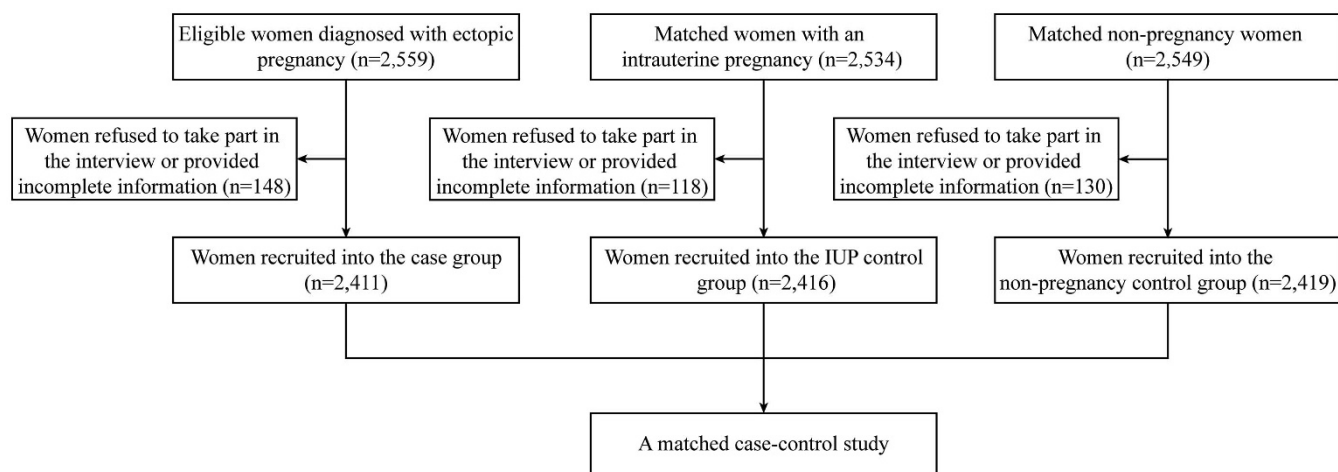 Eligible women diagnosed with ectopic
pregnancy (n=2,559)
Matched women with an
intrauterine pregnancy (n=2,534)
Matched non-pregnancy women
(n=2,549)
Women refused to take part in
the interview or provided
incomplete information (n=148)
Women refused to take part in
the interview or provided
incomplete information (n=118)
Women refused to take part in
the interview or provided
incomplete information (n=130)
Women recruited into the case group
(n=2,411)
Women recruited into the IUP control
group (n=2,416)
Women recruited into the
non-pregnancy control group (n=2,419)
A matched case-control study